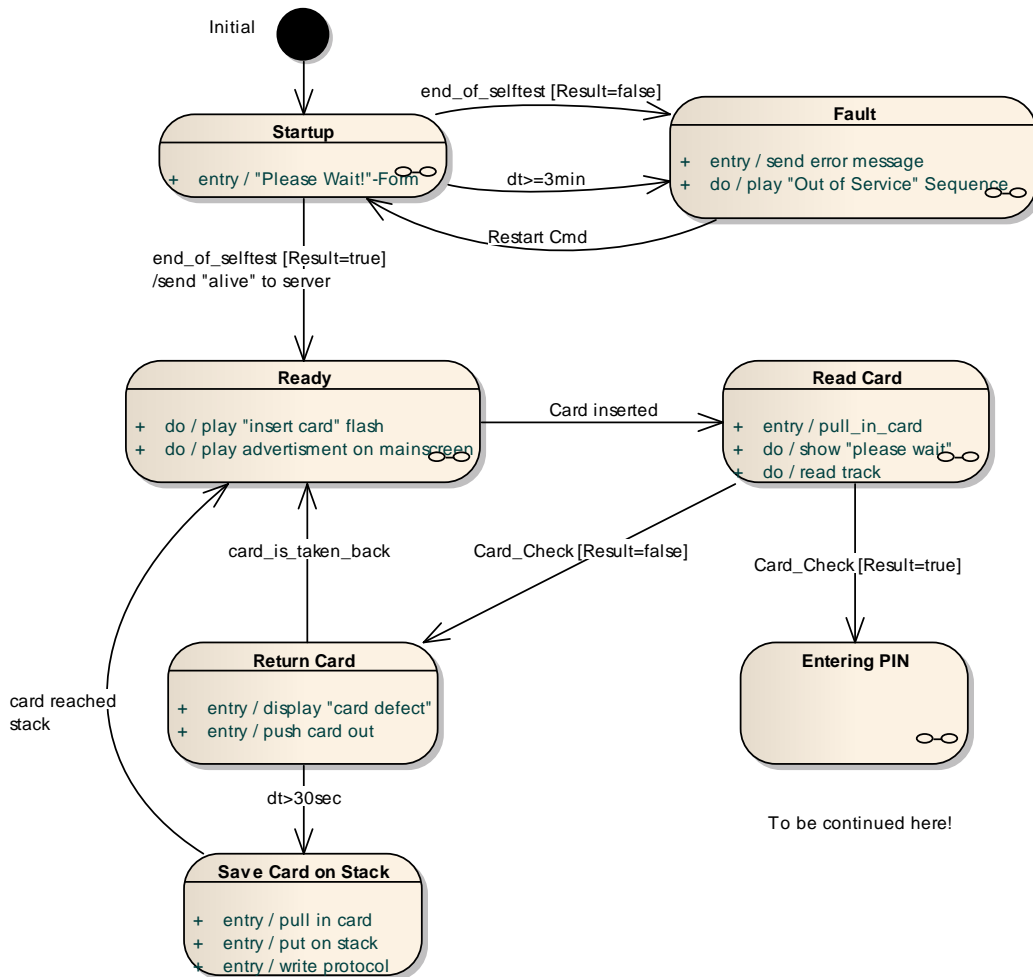 Initial
end_of_selftest [Result=false]
Startup
+ entry / "Please Wait!"-Form
Fault
+ entry / send error message
+ do / play "Out of Service" Sequence
dt>=3min
Restart Cmd
end_of_selftest [Result=true]
/send "alive" to server
Ready
+ do / play "insert card" flash
+ do / play advertisment on mainscreen
Card inserted
Read Card
+ entry / pull_in_card
+ do / show "please wait"
+ do / read track
card_is_taken_back
Card_Check [Result=false]
Card_Check [Result=true]
Return Card
+ entry / display "card defect"
+ entry / push card out
Entering PIN
card reached
stack
dt>30sec
To be continued here!
Save Card on Stack
+ entry / pull in card
+ entry / put on stack
+ entry / write protocol